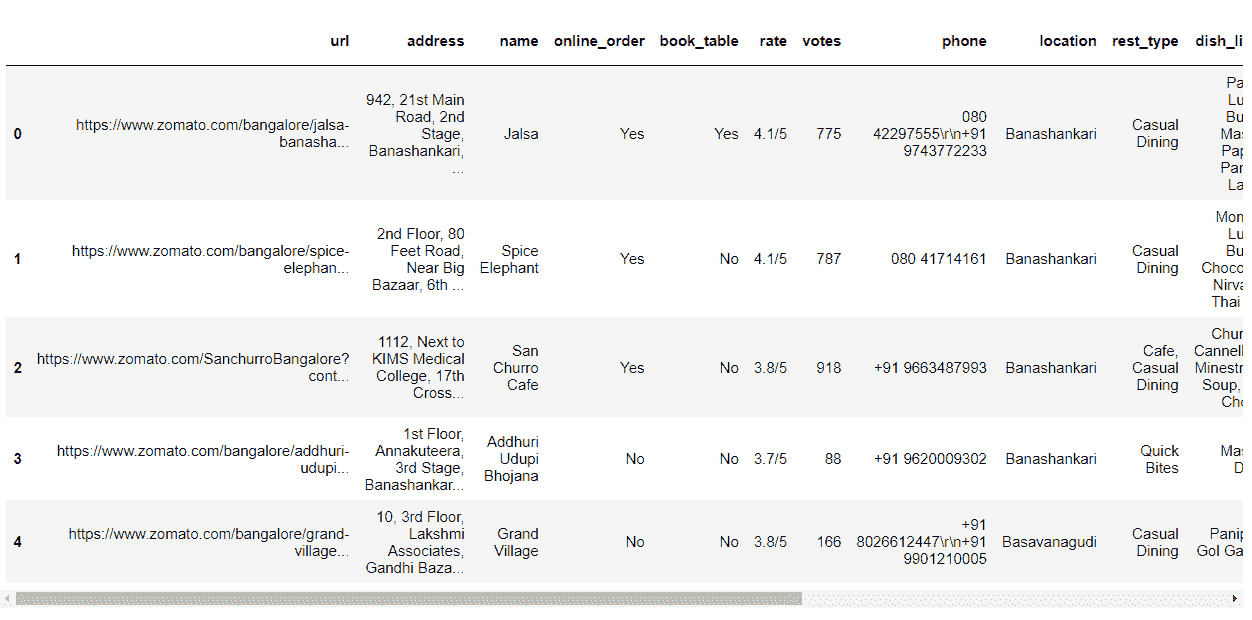 url address name online_order book_table rate votes phone location rest_type dish_li
942, 21st Main
Road, 2nd
Stage,
Banashankari,
...
0 https://www.zomato.com/bangalore/jalsa-
banasha...
Jalsa Yes Yes 4.1/5 775
080
42297555\r\n+91
9743772233
Banashankari
Casual
Dining
Pa
Lu
Bu
Mas
Pap
Par
La
1 https://www.zomato.com/bangalore/spice-
elephan...
2nd Floor, 80
Feet Road,
Near Big
Bazaar, 6th ...
Spice
Elephant
Yes No 4.1/5 787 080 41714161 Banashankari
Casual
Dining
Mon
Lu
Bu
Choco
Nirva
Thai
2 https://www.zomato.com/SanchurroBangalore?
cont...
1112, Next to
KIMS Medical
College, 17th
Cross...
San
Churro
Cafe
Yes No 3.8/5 918 +91 9663487993 Banashankari
Cafe,
Casual
Dining
Chur
Cannell
Minestr
Soup,
Che
3 https://www.zomato.com/bangalore/addhuri-
udupi...
1st Floor,
Annakuteera,
3rd Stage,
Banashankar...
Addhuri
Udupi
Bhojana
No No 3.7/5 88 +91 9620009302 Banashankari
Quick
Bites
Mas
D
4 https://www.zomato.com/bangalore/grand-
village...
10, 3rd Floor,
Lakshmi
Associates,
Gandhi Baza...
Grand
Village
No No 3.8/5 166
+91
8026612447\r\n+91
9901210005
Basavanagudi
Casual
Dining
Panip
Gol Ga